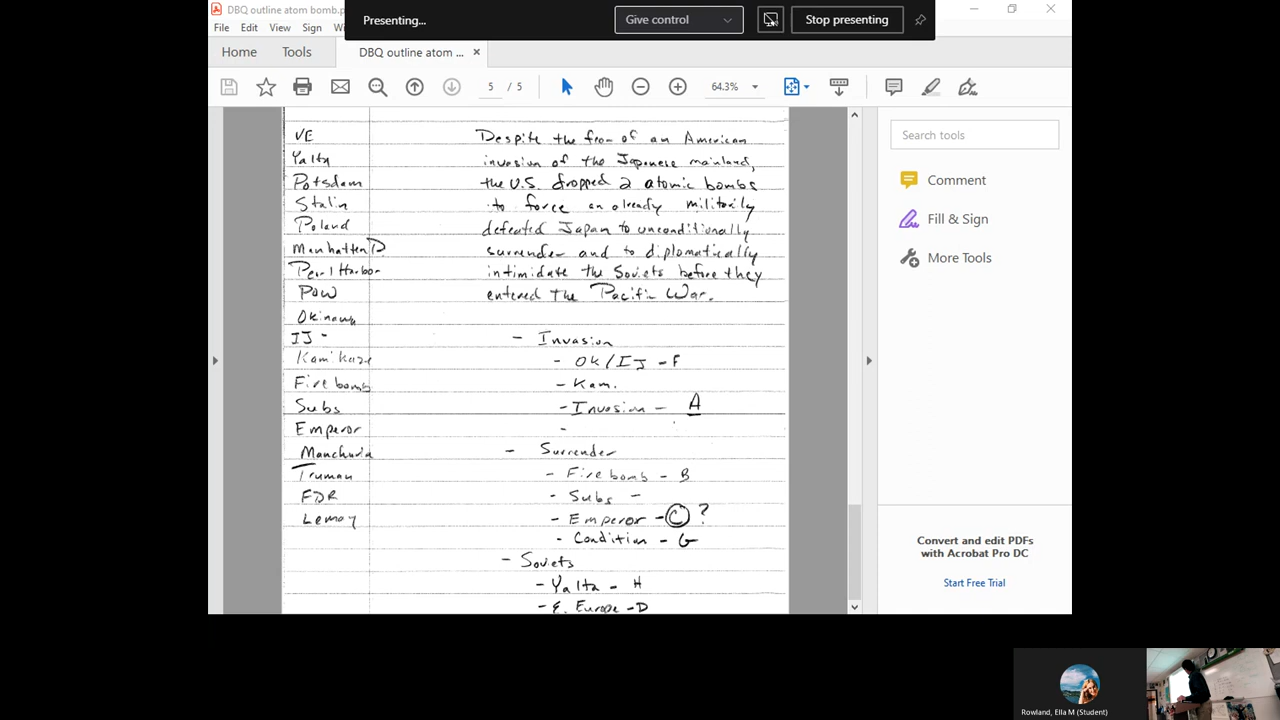 DBQ outline atom bomb.p
Presenting...
Give control
Stop presenting
File Edit View Sign
Home Tools DBQ outline atom ... ×
5 / 5 64.3%
VE
Yalta
Potsdam
Stalin
Poland
Manhatten P.
Perl Harbor
POW
Okinawa
IJ
Kamikaze
Fire bomb
Subs
Emperor
Manchuria
Truman
FDR
Lemay
Despite the fear of an American
invasion of the Japanese mainland,
the U.S. dropped 2 atomic bombs
to force an already militarily
defeated Japan to unconditionally
surrender and to diplomatically
intimidate the Soviets before they
entered the Pacific War.
- Invasion
- OK/IJ - F
- Kam.
- Invasion - A
-
- Surrender
- Fire bomb - B
- Subs -
- Emperor - C ?
- Condition - G
- Soviets
- Yalta - H
- E. Europe - D
Search tools
Comment
Fill & Sign
More Tools
Convert and edit PDFs
with Acrobat Pro DC
Start Free Trial
Rowland, Ella M (Student)